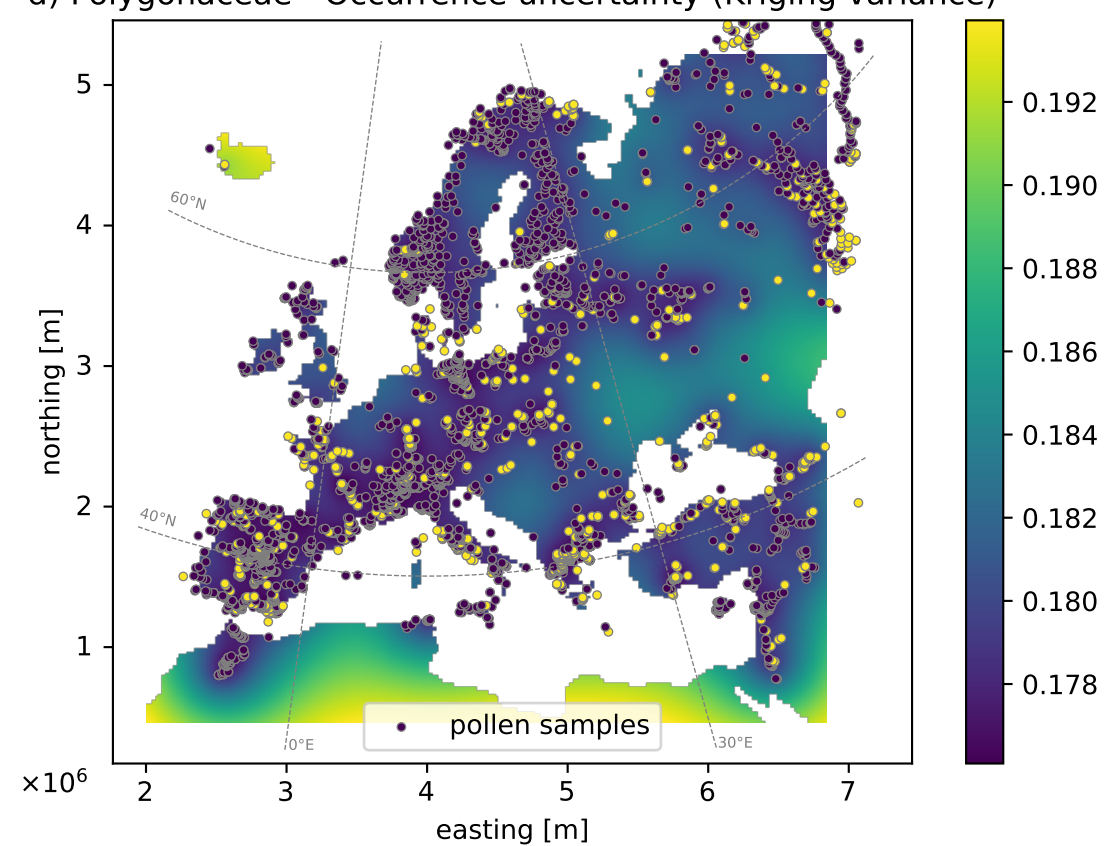 d) Polygonaceae - Occurrence uncertainty (Kriging variance)
60°N
40°N
0°E
30°E
pollen samples
5
4
3
2
1
northing [m]
×10⁶
2 3 4 5 6 7
easting [m]
0.192
0.190
0.188
0.186
0.184
0.182
0.180
0.178